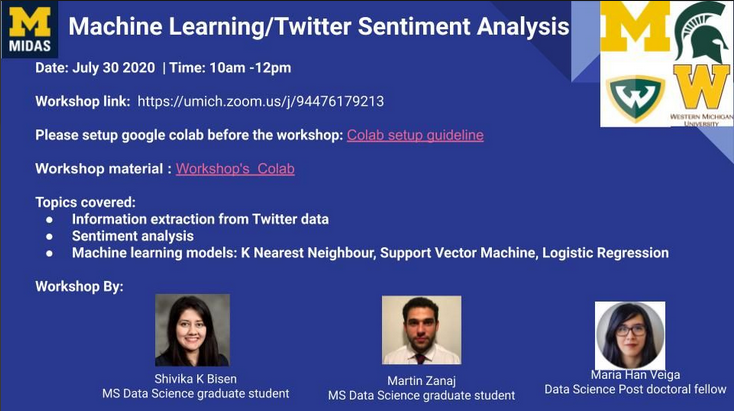 M
MIDAS
Machine Learning/Twitter Sentiment Analysis
M
W
W
WESTERN MICHIGAN
UNIVERSITY
Date: July 30 2020 | Time: 10am -12pm
Workshop link: https://umich.zoom.us/j/94476179213
Please setup google colab before the workshop: Colab setup guideline
Workshop material : Workshop's Colab
Topics covered:
● Information extraction from Twitter data
● Sentiment analysis
● Machine learning models: K Nearest Neighbour, Support Vector Machine, Logistic Regression
Workshop By:
Shivika K Bisen
MS Data Science graduate student
Martin Zanaj
MS Data Science graduate student
Maria Han Veiga
Data Science Post doctoral fellow